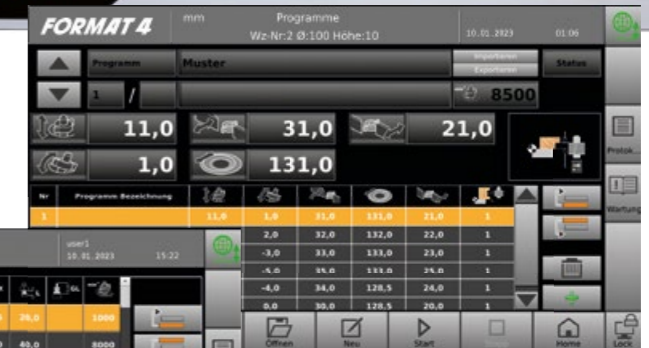 FORMAT 4
mm
Programme
Wz-Nr:2 Ø:100 Höhe:10
10.01.2023
01:06
Programm
Muster
Importieren
Exportieren
Status
1 /
8500
11,0 31,0 21,0
1,0 131,0
Protok...
Wartung
Nr Programm Bezeichnung
1 11,0 1,0 31,0 131,0 21,0 1
2,0 32,0 132,0 22,0 1
-3,0 33,0 133,0 23,0 1
-4,0 34,0 128,5 24,0 1
0,0 30,0 128,5 20,0 1
user1
10.01.2023 15:22
L GL
20,0 1000
40,0 8000
Öffnen Neu Start Stopp Home Lock